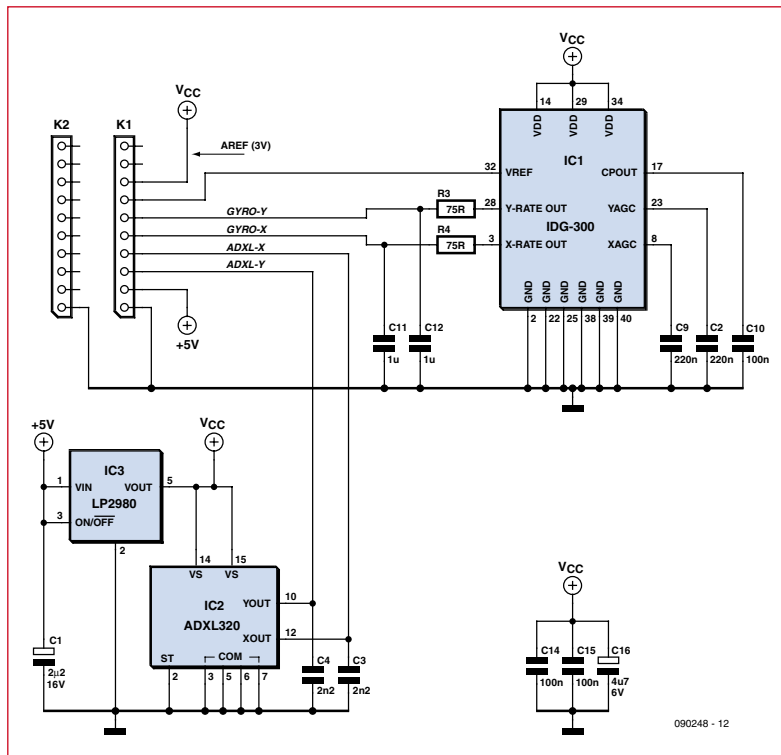 VCC
14
29
34
VDD
VDD
VDD
K2
K1
VCC
AREF (3V)
IC1
32
VREF
CPOUT
17
R3
GYRO-Y
75R
28
Y-RATE OUT
YAGC
23
IDG-300
GYRO-X
R4
75R
3
X-RATE OUT
XAGC
8
ADXL-X
ADXL-Y
GND
GND
GND
GND
GND
GND
2
22
25
38
39
40
+5V
C11
1u
C12
1u
C9
220n
C2
220n
C10
100n
+5V
VCC
IC3
1
VIN
VOUT
5
LP2980
3
ON/OFF
2
14
15
VS
VS
IC2
YOUT
10
ADXL320
XOUT
12
ST
COM
2
3
5
6
7
C1
2µ2
16V
C4
2n2
C3
2n2
VCC
C14
100n
C15
100n
C16
4u7
6V
090248 - 12